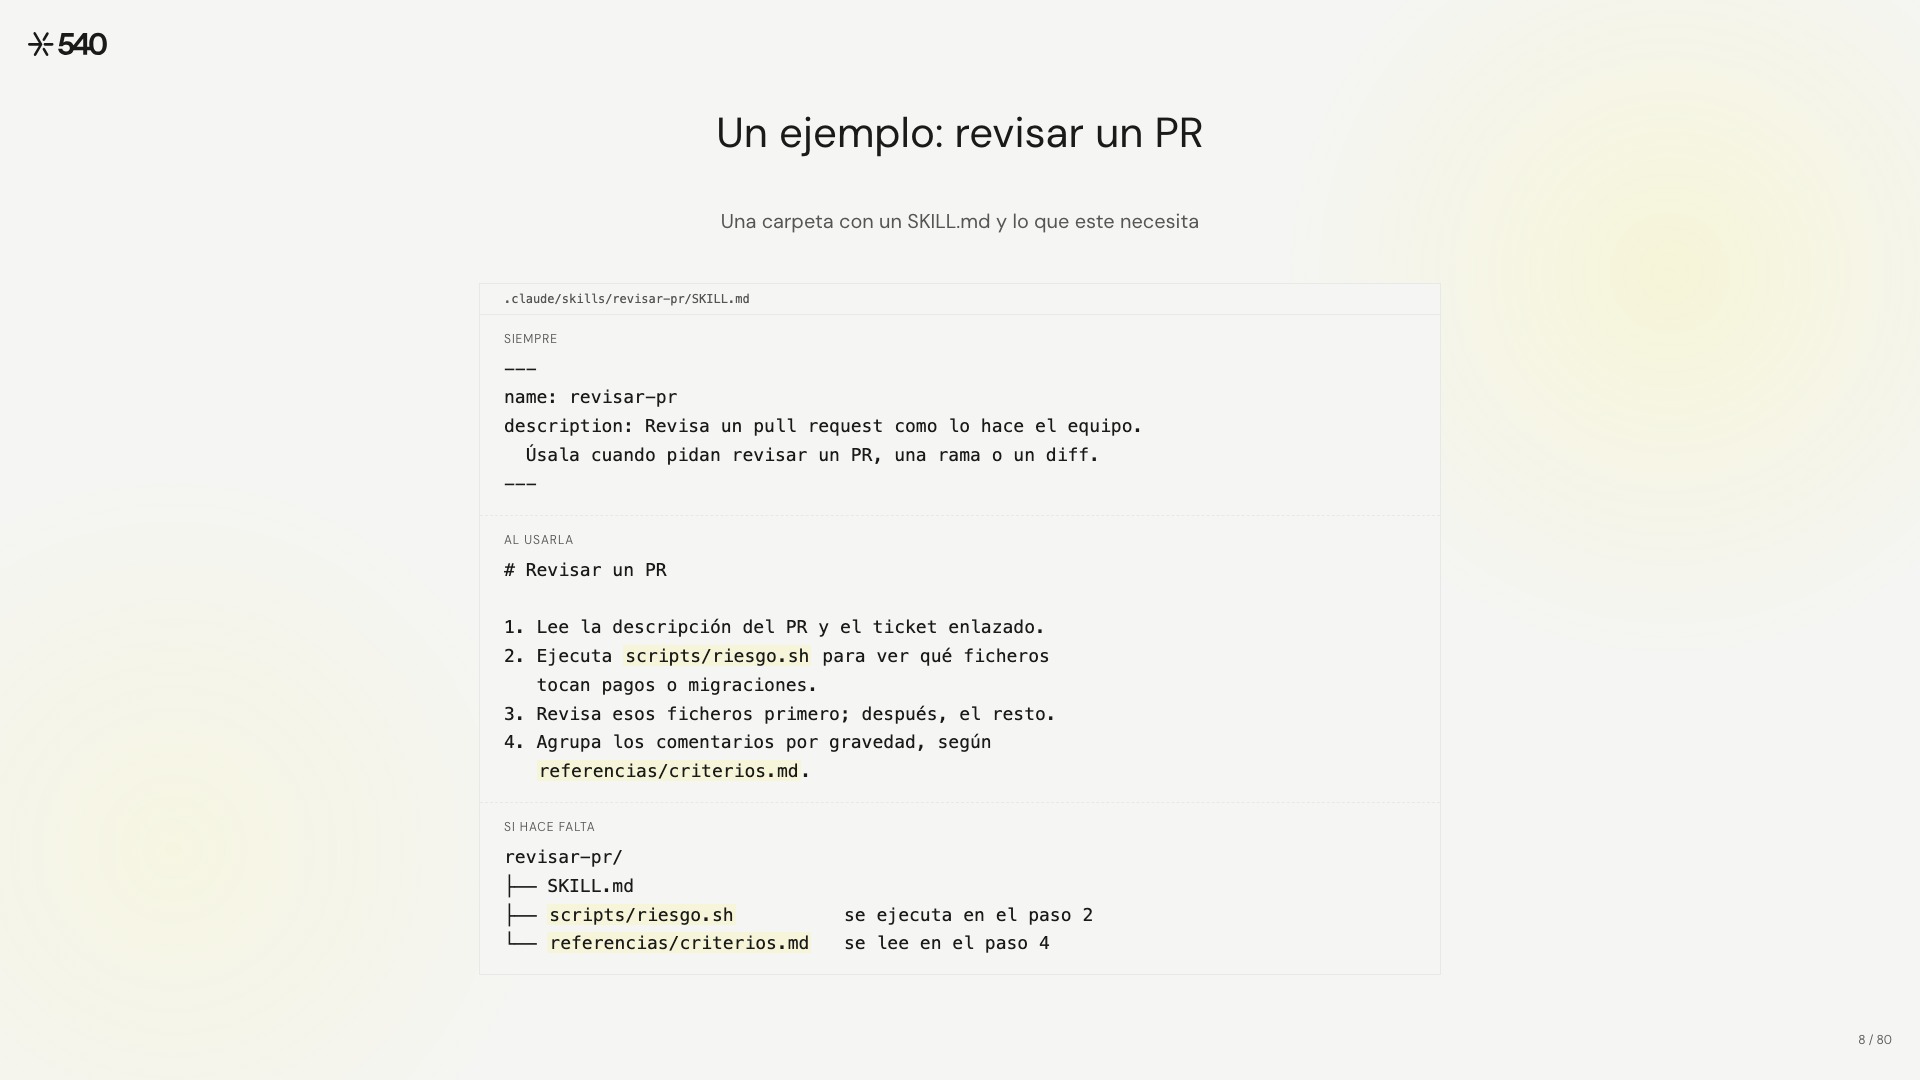 540
Un ejemplo: revisar un PR
Una carpeta con un SKILL.md y lo que este necesita
.claude/skills/revisar-pr/SKILL.md
SIEMPRE
---
name: revisar-pr
description: Revisa un pull request como lo hace el equipo.
  Úsala cuando pidan revisar un PR, una rama o un diff.
---
AL USARLA
# Revisar un PR
1. Lee la descripción del PR y el ticket enlazado.
2. Ejecuta scripts/riesgo.sh para ver qué ficheros
   tocan pagos o migraciones.
3. Revisa esos ficheros primero; después, el resto.
4. Agrupa los comentarios por gravedad, según
   referencias/criterios.md.
SI HACE FALTA
revisar-pr/
├── SKILL.md
├── scripts/riesgo.sh          se ejecuta en el paso 2
└── referencias/criterios.md   se lee en el paso 4
8 / 80